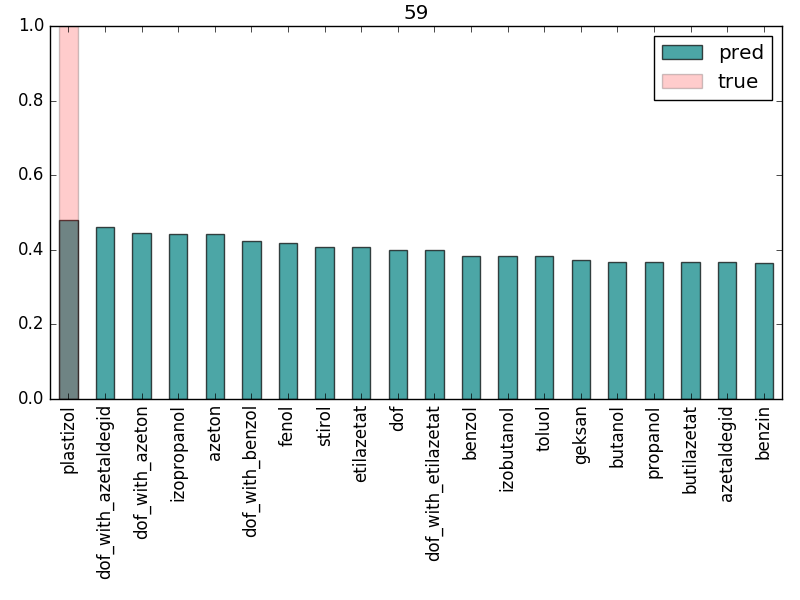 59
1.0
0.8
0.6
0.4
0.2
0.0
pred
true
plastizol
dof_with_azetaldegid
dof_with_azeton
izopropanol
azeton
dof_with_benzol
fenol
stirol
etilazetat
dof
dof_with_etilazetat
benzol
izobutanol
toluol
geksan
butanol
propanol
butilazetat
azetaldegid
benzin